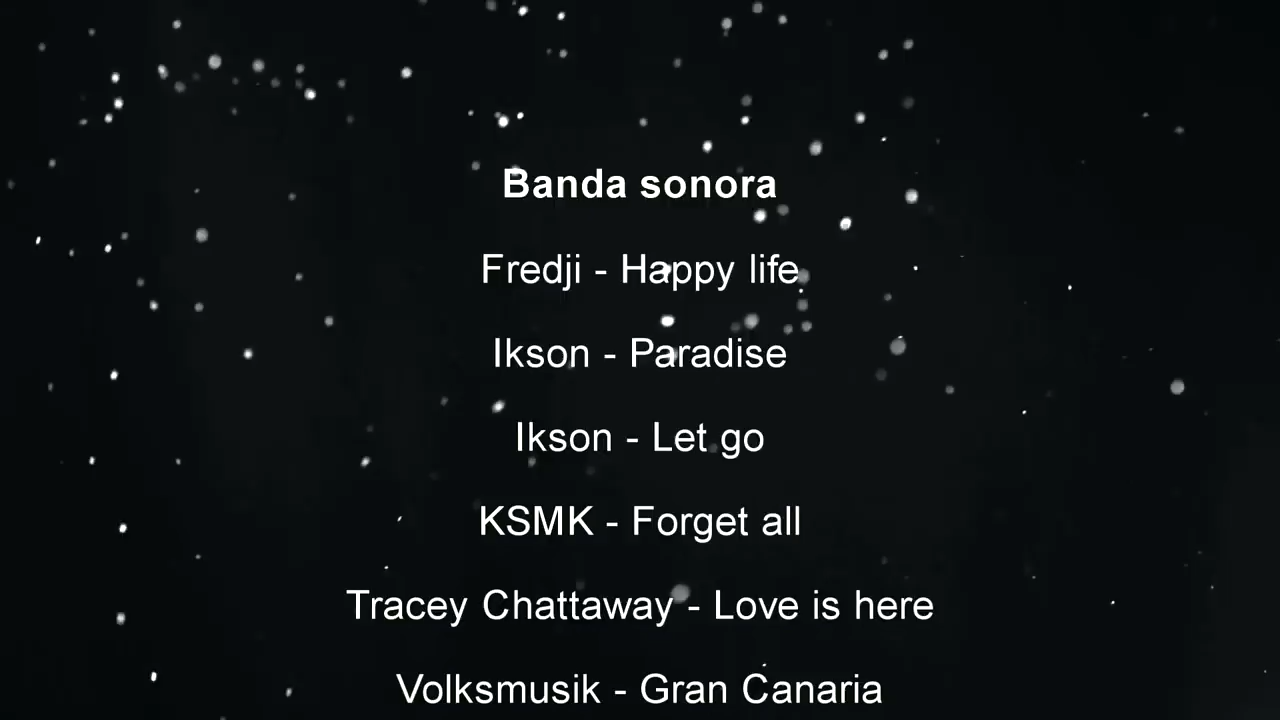 Banda sonora
Fredji - Happy life
Ikson - Paradise
Ikson - Let go
KSMK - Forget all
Tracey Chattaway - Love is here
Volksmusik - Gran Canaria